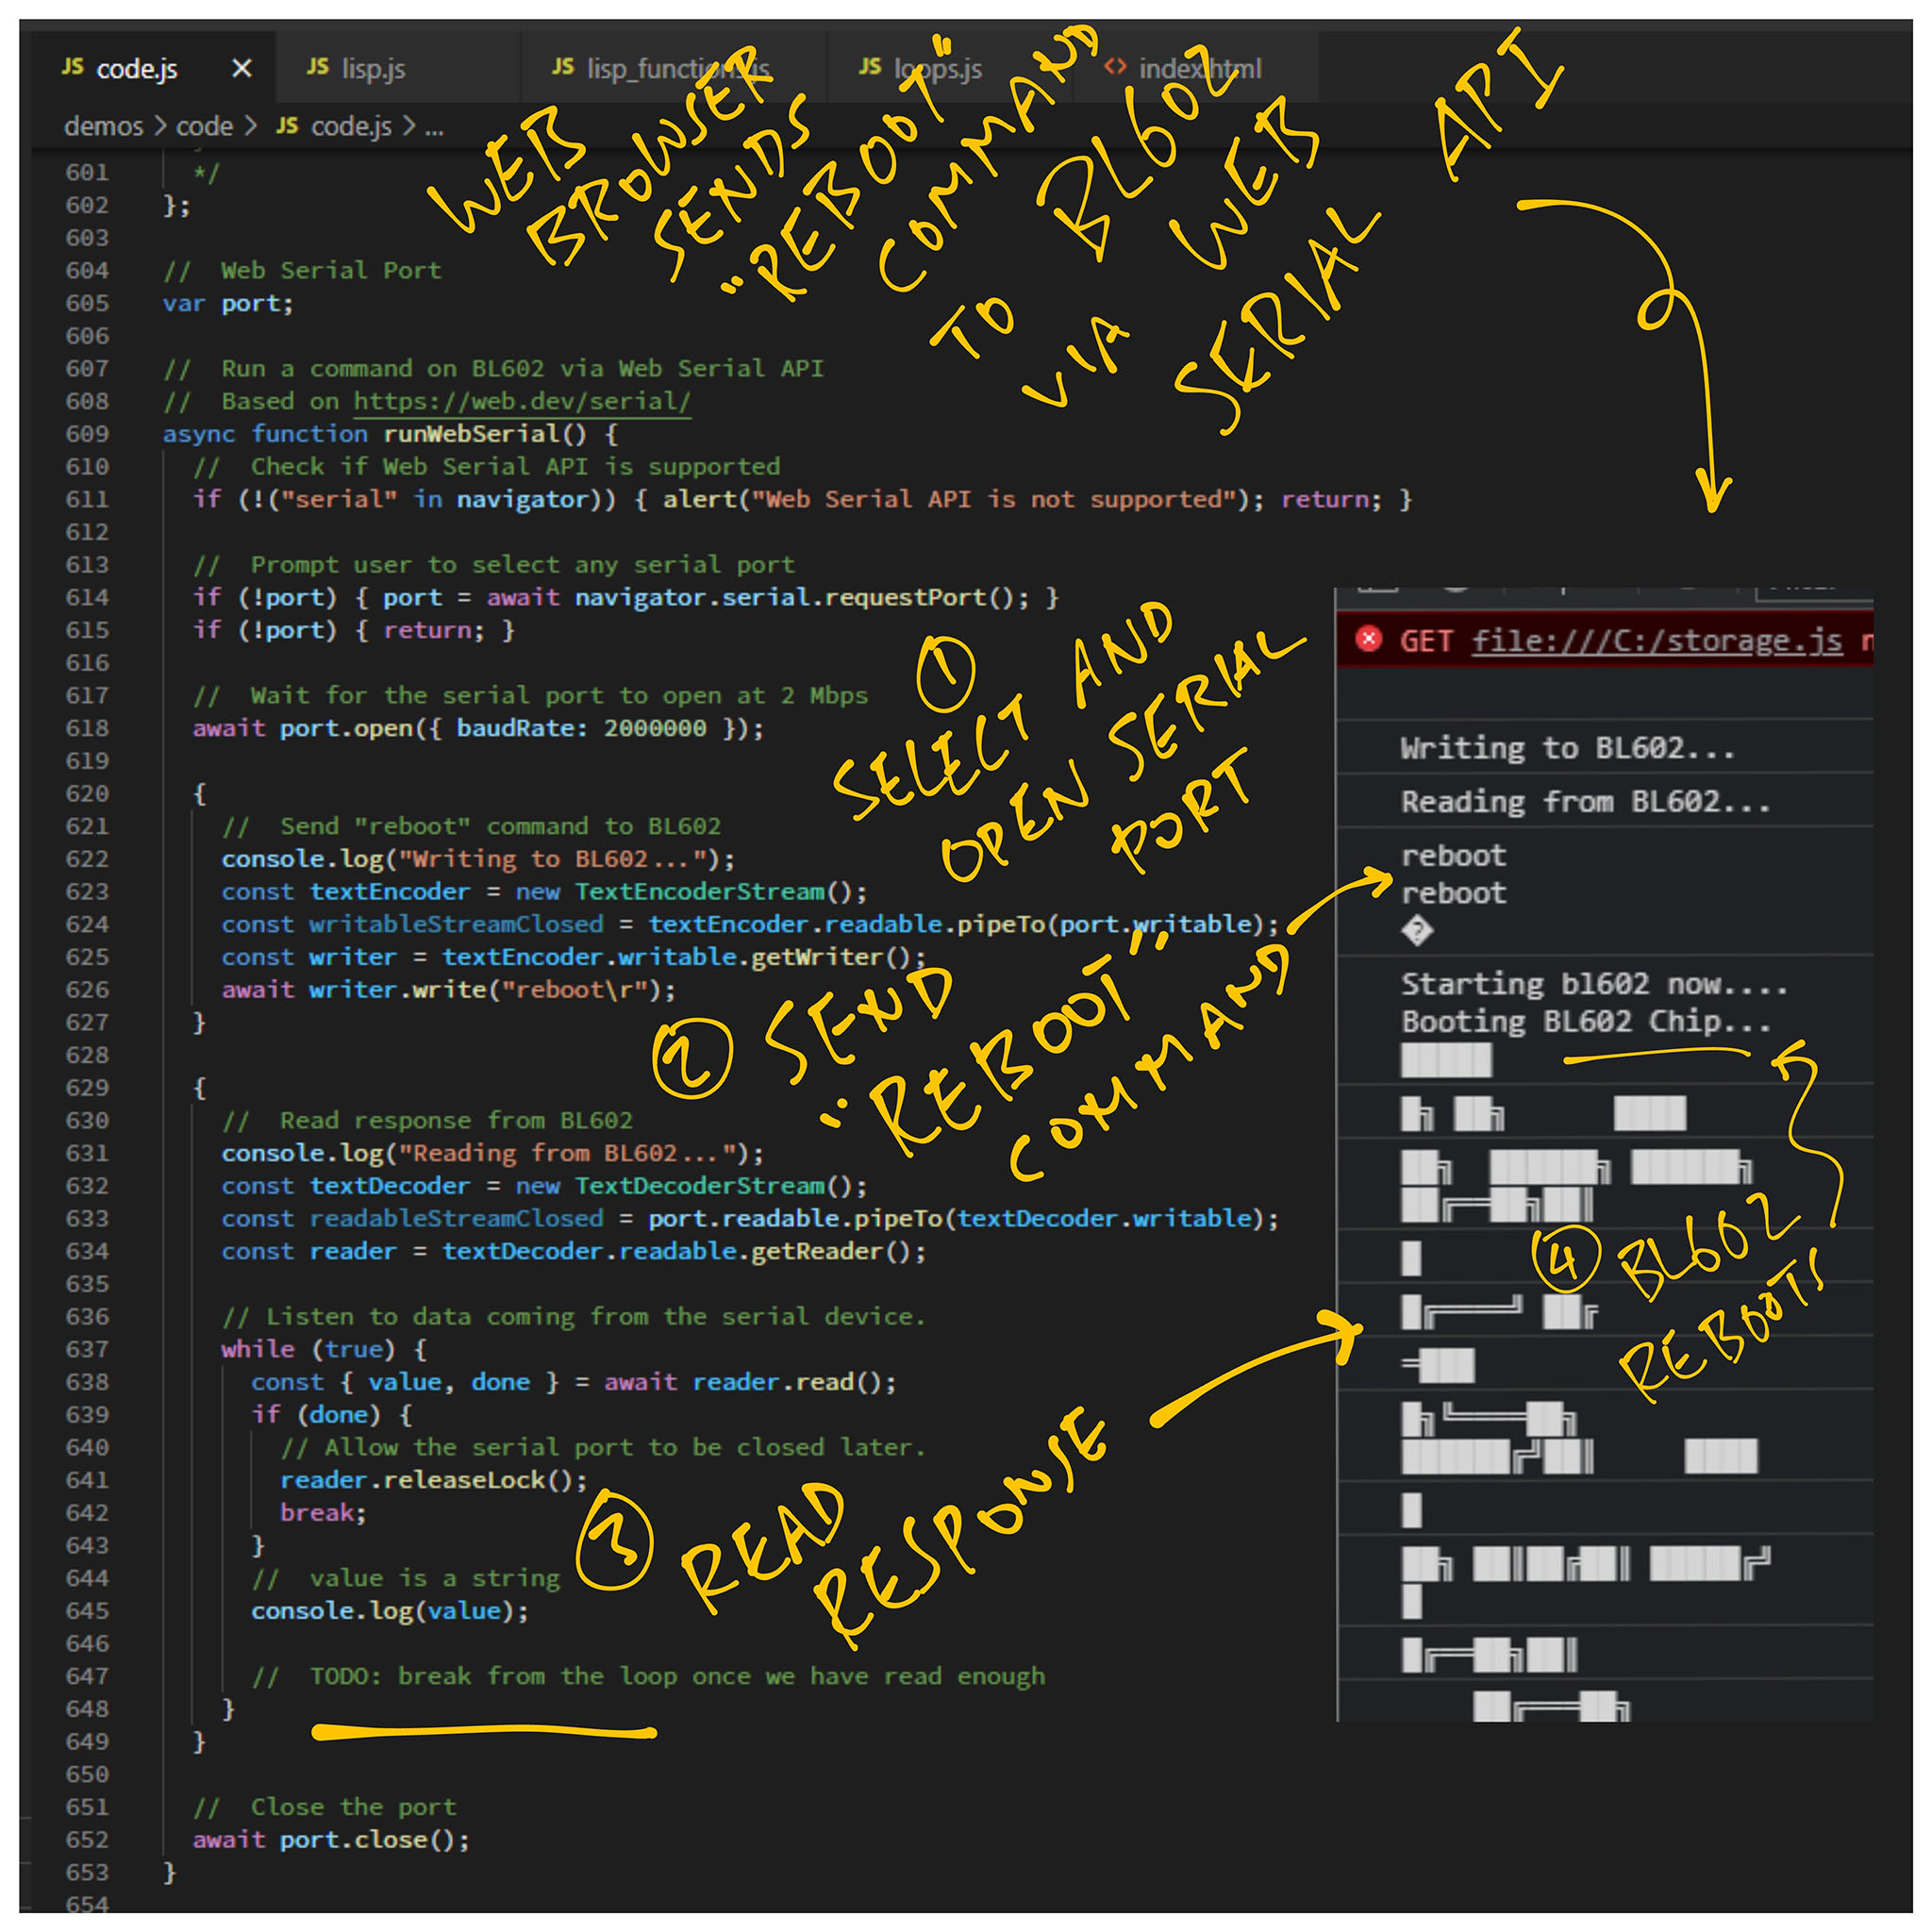 JS code.js × JS lisp.js JS lisp_functions.js JS loops.js <> index.html
demos > code > JS code.js > ...
WEB
BROWSER
SENDS
"REBOOT"
COMMAND
TO BL602
VIA WEB
SERIAL API
601 */
602 };
603
604 //  Web Serial Port
605 var port;
606
607 //  Run a command on BL602 via Web Serial API
608 //  Based on https://web.dev/serial/
609 async function runWebSerial() {
610 //  Check if Web Serial API is supported
611 if (!("serial" in navigator)) { alert("Web Serial API is not supported"); return; }
612
613 //  Prompt user to select any serial port
614 if (!port) { port = await navigator.serial.requestPort(); }
615 if (!port) { return; }
616
617 //  Wait for the serial port to open at 2 Mbps
618 await port.open({ baudRate: 2000000 });
619
620 {
621 //  Send "reboot" command to BL602
622 console.log("Writing to BL602...");
623 const textEncoder = new TextEncoderStream();
624 const writableStreamClosed = textEncoder.readable.pipeTo(port.writable);
625 const writer = textEncoder.writable.getWriter();
626 await writer.write("reboot\r");
627 }
628
629 {
630 //  Read response from BL602
631 console.log("Reading from BL602...");
632 const textDecoder = new TextDecoderStream();
633 const readableStreamClosed = port.readable.pipeTo(textDecoder.writable);
634 const reader = textDecoder.readable.getReader();
635
636 // Listen to data coming from the serial device.
637 while (true) {
638 const { value, done } = await reader.read();
639 if (done) {
640 // Allow the serial port to be closed later.
641 reader.releaseLock();
642 break;
643 }
644 //  value is a string
645 console.log(value);
646
647 //  TODO: break from the loop once we have read enough
648 }
649 }
650
651 //  Close the port
652 await port.close();
653 }
654
① SELECT AND
OPEN SERIAL
PORT
② SEND
"REBOOT"
COMMAND
③ READ
RESPONSE
GET file:///C:/storage.js
Writing to BL602...
Reading from BL602...
reboot
reboot
�
Starting bl602 now....
Booting BL602 Chip...
④ BL602
REBOOTS